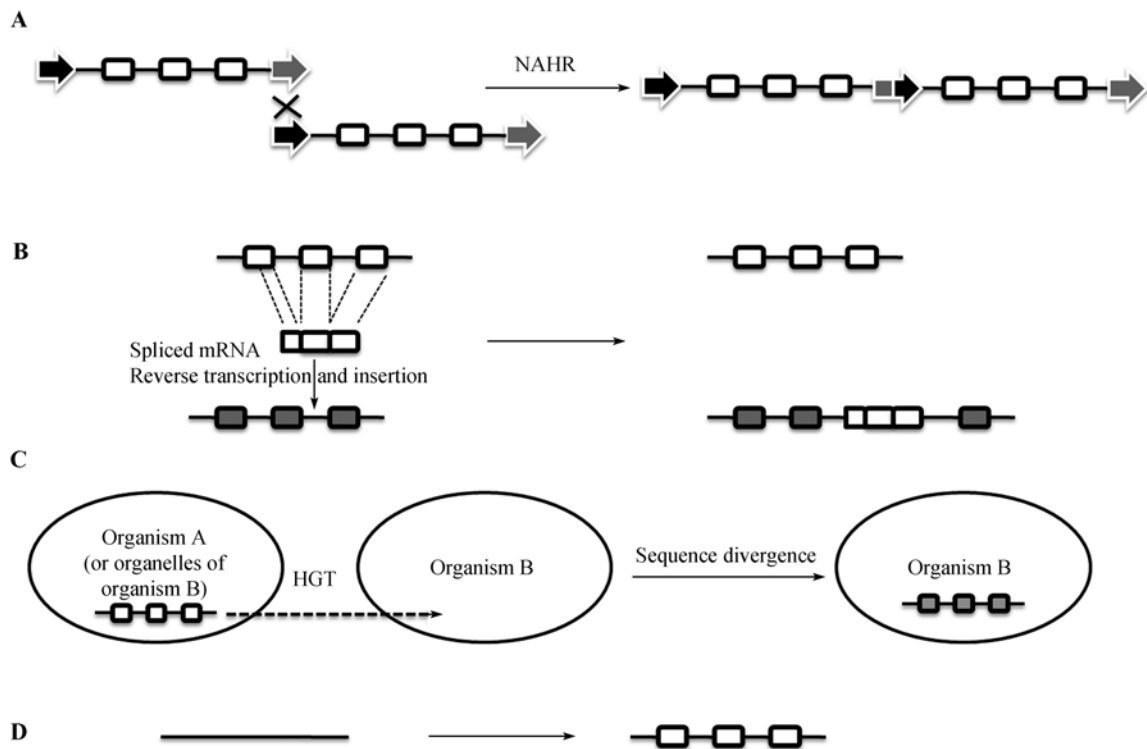 A
NAHR
B
Spliced mRNA
Reverse transcription and insertion
C
Organism A
(or organelles of
organism B)
HGT
Organism B
Sequence divergence
Organism B
D